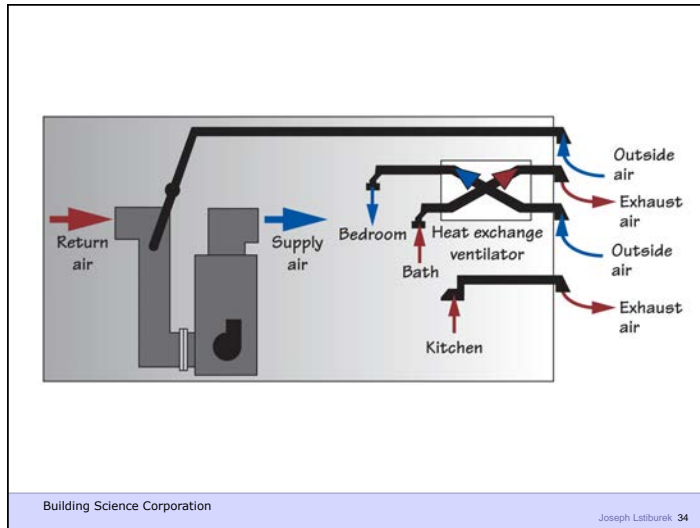 Outside
air
Exhaust
air
Return
air
Supply
air
Bedroom
Heat exchange
ventilator
Outside
air
Bath
Exhaust
air
Kitchen
Building Science Corporation
Joseph Lstiburek 34